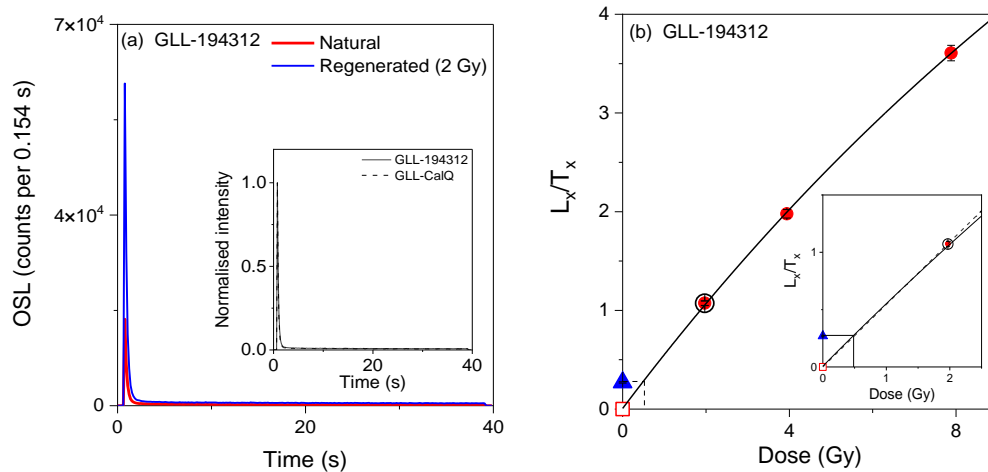 (a) GLL-194312
Natural
Regenerated (2 Gy)
7×10⁴
4×10⁴
0
OSL (counts per 0.154 s)
0 20 40
Time (s)
GLL-194312
GLL-CalQ
Normalised intensity
1.0
0.5
0.0
0 20 40
Time (s)
(b) GLL-194312
4
3
2
1
0
Lₓ/Tₓ
0 4 8
Dose (Gy)
Lₓ/Tₓ
1
0
0 1 2
Dose (Gy)